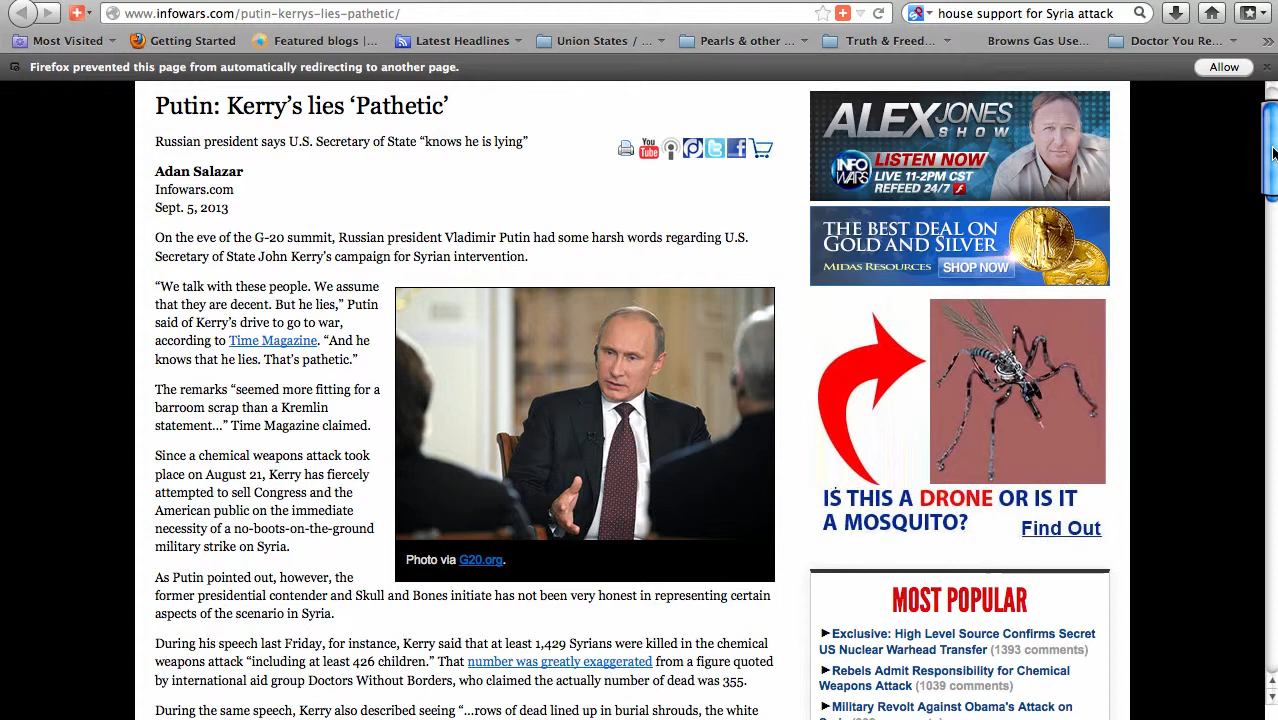 www.infowars.com/putin-kerrys-lies-pathetic/
house support for Syria attack
Most Visited
Getting Started
Featured blogs |...
Latest Headlines
Union States / ...
Pearls & other ...
Truth & Freed...
Browns Gas Use...
Doctor You Re...
Firefox prevented this page from automatically redirecting to another page.
Allow
Putin: Kerry’s lies ‘Pathetic’
Russian president says U.S. Secretary of State “knows he is lying”
You
Tube
Adan Salazar
Infowars.com
Sept. 5, 2013
On the eve of the G-20 summit, Russian president Vladimir Putin had some harsh words regarding U.S.
Secretary of State John Kerry’s campaign for Syrian intervention.
“We talk with these people. We assume
that they are decent. But he lies,” Putin
said of Kerry’s drive to go to war,
according to Time Magazine. “And he
knows that he lies. That’s pathetic.”
The remarks “seemed more fitting for a
barroom scrap than a Kremlin
statement...” Time Magazine claimed.
Since a chemical weapons attack took
place on August 21, Kerry has fiercely
attempted to sell Congress and the
American public on the immediate
necessity of a no-boots-on-the-ground
military strike on Syria.
Photo via G20.org.
As Putin pointed out, however, the
former presidential contender and Skull and Bones initiate has not been very honest in representing certain
aspects of the scenario in Syria.
During his speech last Friday, for instance, Kerry said that at least 1,429 Syrians were killed in the chemical
weapons attack “including at least 426 children.” That number was greatly exaggerated from a figure quoted
by international aid group Doctors Without Borders, who claimed the actually number of dead was 355.
During the same speech, Kerry also described seeing “...rows of dead lined up in burial shrouds, the white
ALEX JONES
SHOW
INFO
WARS
LISTEN NOW
LIVE 11-2PM CST
REFEED 24/7
THE BEST DEAL ON
GOLD AND SILVER
MIDAS RESOURCES
SHOP NOW
IS THIS A DRONE OR IS IT
A MOSQUITO?
Find Out
MOST POPULAR
Exclusive: High Level Source Confirms Secret
US Nuclear Warhead Transfer (1393 comments)
Rebels Admit Responsibility for Chemical
Weapons Attack (1039 comments)
Military Revolt Against Obama's Attack on